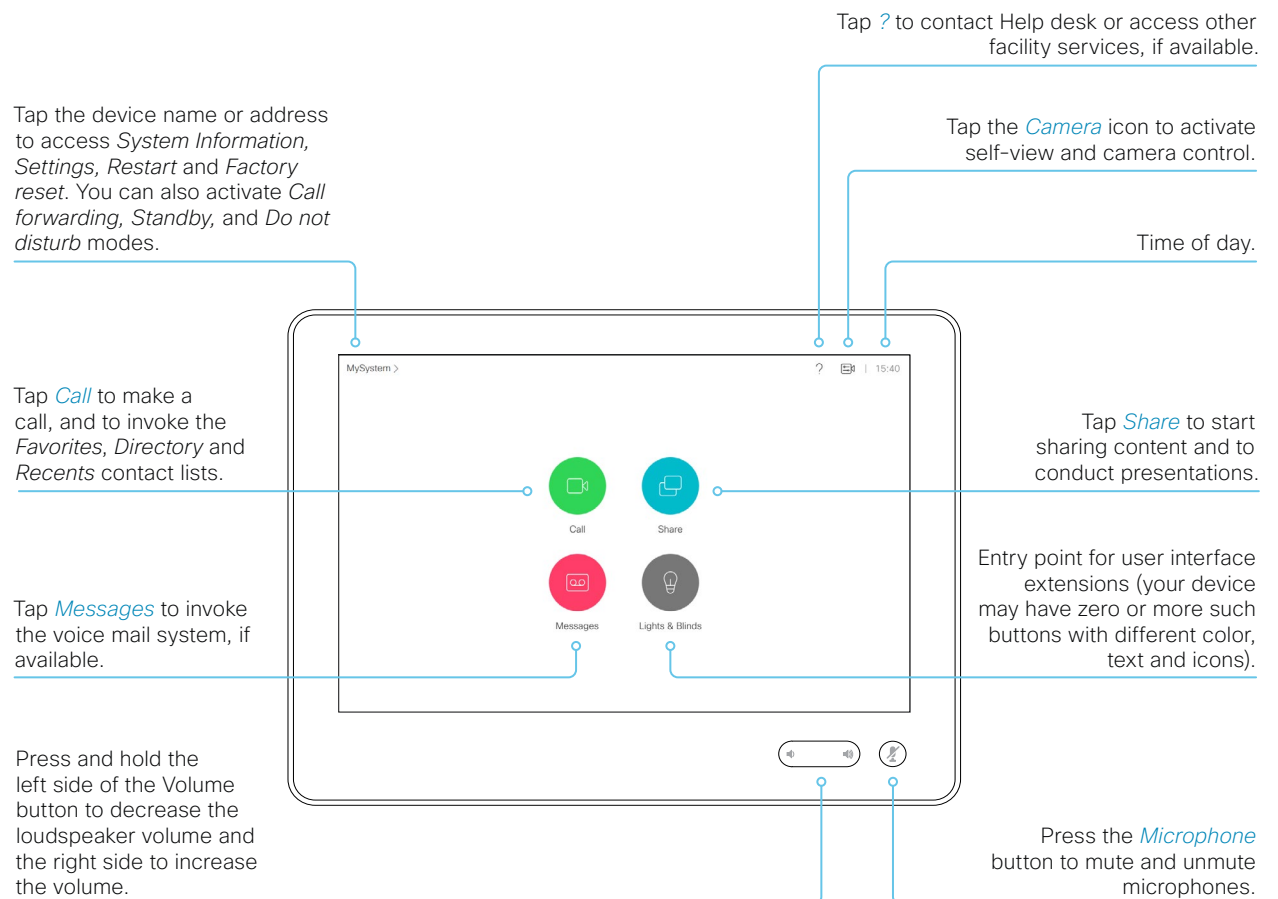 Tap ? to contact Help desk or access other
facility services, if available.
Tap the device name or address
to access System Information,
Settings, Restart and Factory
reset. You can also activate Call
forwarding, Standby, and Do not
disturb modes.
Tap the Camera icon to activate
self-view and camera control.
Time of day.
MySystem >
? | 15:40
Tap Call to make a
call, and to invoke the
Favorites, Directory and
Recents contact lists.
Tap Share to start
sharing content and to
conduct presentations.
Call
Share
Messages
Lights & Blinds
Tap Messages to invoke
the voice mail system, if
available.
Entry point for user interface
extensions (your device
may have zero or more such
buttons with different color,
text and icons).
Press and hold the
left side of the Volume
button to decrease the
loudspeaker volume and
the right side to increase
the volume.
Press the Microphone
button to mute and unmute
microphones.